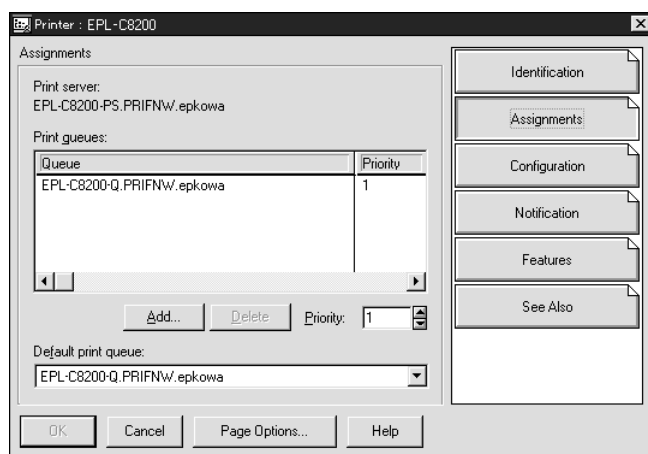 Printer : EPL-C8200
Assignments
Print server:
EPL-C8200-PS.PRIFNW.epkowa
Print queues:
Queue Priority
EPL-C8200-Q.PRIFNW.epkowa 1
Add... Delete Priority: 1
Default print queue:
EPL-C8200-Q.PRIFNW.epkowa
OK Cancel Page Options... Help
Identification
Assignments
Configuration
Notification
Features
See Also